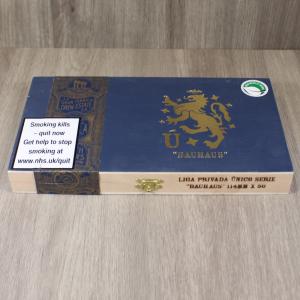 Smoking kills
- quit now
Get help to stop
smoking at
www.nhs.uk/quit
Ú
"BAUHAUS"
LIGA PRIVADA ÚNICO SERIE
"BAUHAUS" 114MM X 50